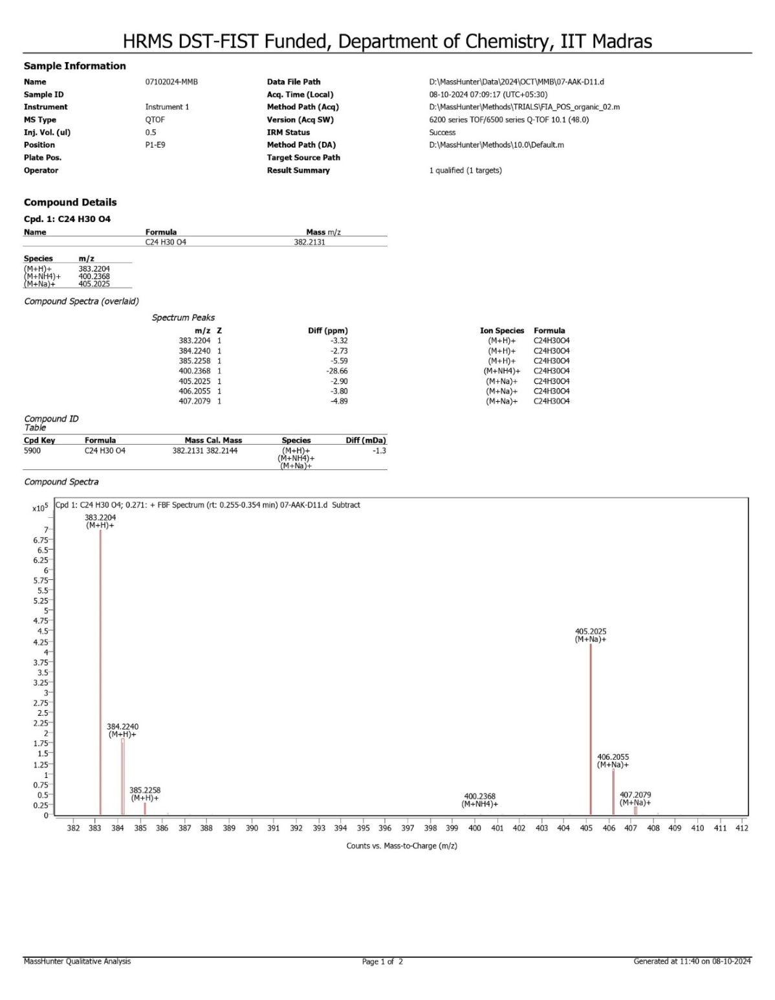 HRMS DST-FIST Funded, Department of Chemistry, IIT Madras
Sample Information
Name 07102024-MMB Data File Path D:\MassHunter\Data\2024\OCT\MMB\07-AAK-D11.d
Sample ID Acq. Time (Local) 08-10-2024 07:09:17 (UTC+05:30)
Instrument Instrument 1 Method Path (Acq) D:\MassHunter\Methods\TRIALS\FIA_POS_organic_02.m
MS Type QTOF Version (Acq SW) 6200 series TOF/6500 series Q-TOF 10.1 (48.0)
Inj. Vol. (ul) 0.5 IRM Status Success
Position P1-E9 Method Path (DA) D:\MassHunter\Methods\10.0\Default.m
Plate Pos. Target Source Path
Operator Result Summary 1 qualified (1 targets)
Compound Details
Cpd. 1: C24 H30 O4
Name Formula Mass m/z
C24 H30 O4 382.2131
Species m/z
(M+H)+ 383.2204
(M+NH4)+ 400.2368
(M+Na)+ 405.2025
Compound Spectra (overlaid)
Spectrum Peaks
m/z Z Diff (ppm) Ion Species Formula
383.2204 1 -3.32 (M+H)+ C24H30O4
384.2240 1 -2.73 (M+H)+ C24H30O4
385.2258 1 -5.59 (M+H)+ C24H30O4
400.2368 1 -28.66 (M+NH4)+ C24H30O4
405.2025 1 -2.90 (M+Na)+ C24H30O4
406.2055 1 -3.80 (M+Na)+ C24H30O4
407.2079 1 -4.89 (M+Na)+ C24H30O4
Compound ID
Table
Cpd Key Formula Mass Cal. Mass Species Diff (mDa)
5900 C24 H30 O4 382.2131 382.2144 (M+H)+ -1.3
(M+NH4)+
(M+Na)+
Compound Spectra
x10⁵ Cpd 1: C24 H30 O4; 0.271: + FBF Spectrum (rt: 0.255-0.354 min) 07-AAK-D11.d Subtract
383.2204
(M+H)+
7
6.75
6.5
6.25
6
5.75
5.5
5.25
5
4.75
4.5
405.2025
(M+Na)+
4.25
4
3.75
3.5
3.25
3
2.75
2.5
2.25
384.2240
(M+H)+
2
1.75
1.5
406.2055
(M+Na)+
1.25
1
0.75
385.2258
(M+H)+
400.2368
(M+NH4)+
407.2079
(M+Na)+
0.5
0.25
0
382 383 384 385 386 387 388 389 390 391 392 393 394 395 396 397 398 399 400 401 402 403 404 405 406 407 408 409 410 411 412
Counts vs. Mass-to-Charge (m/z)
MassHunter Qualitative Analysis Page 1 of 2 Generated at 11:40 on 08-10-2024